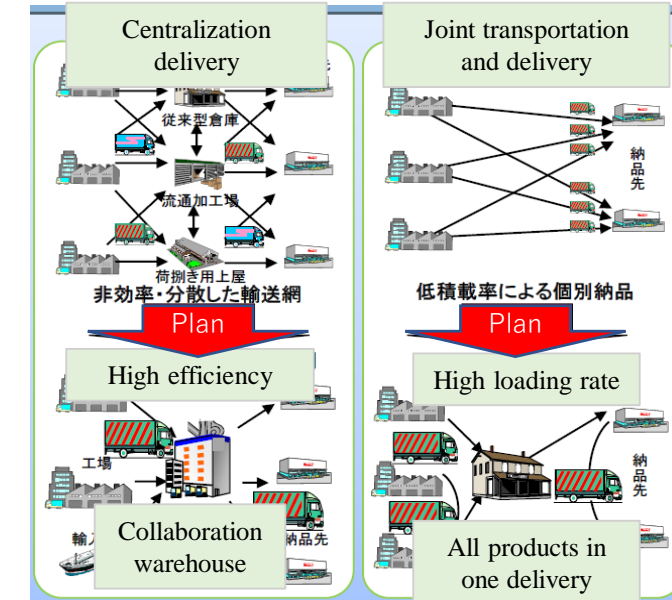 Centralization
delivery
従来型倉庫
流通加工場
荷捌き用上屋
非効率・分散した輸送網
Plan
High efficiency
工場
輸入
納品先
Collaboration
warehouse
Joint transportation
and delivery
納品先
低積載率による個別納品
Plan
High loading rate
納品先
All products in
one delivery